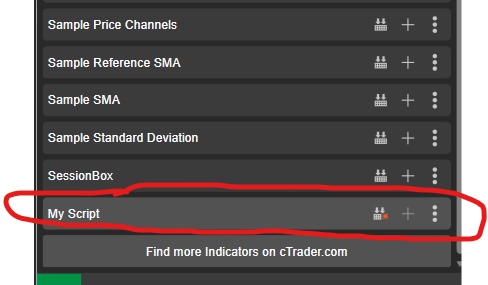 Sample Price Channels
Sample Reference SMA
Sample SMA
Sample Standard Deviation
SessionBox
My Script
Find more Indicators on cTrader.com